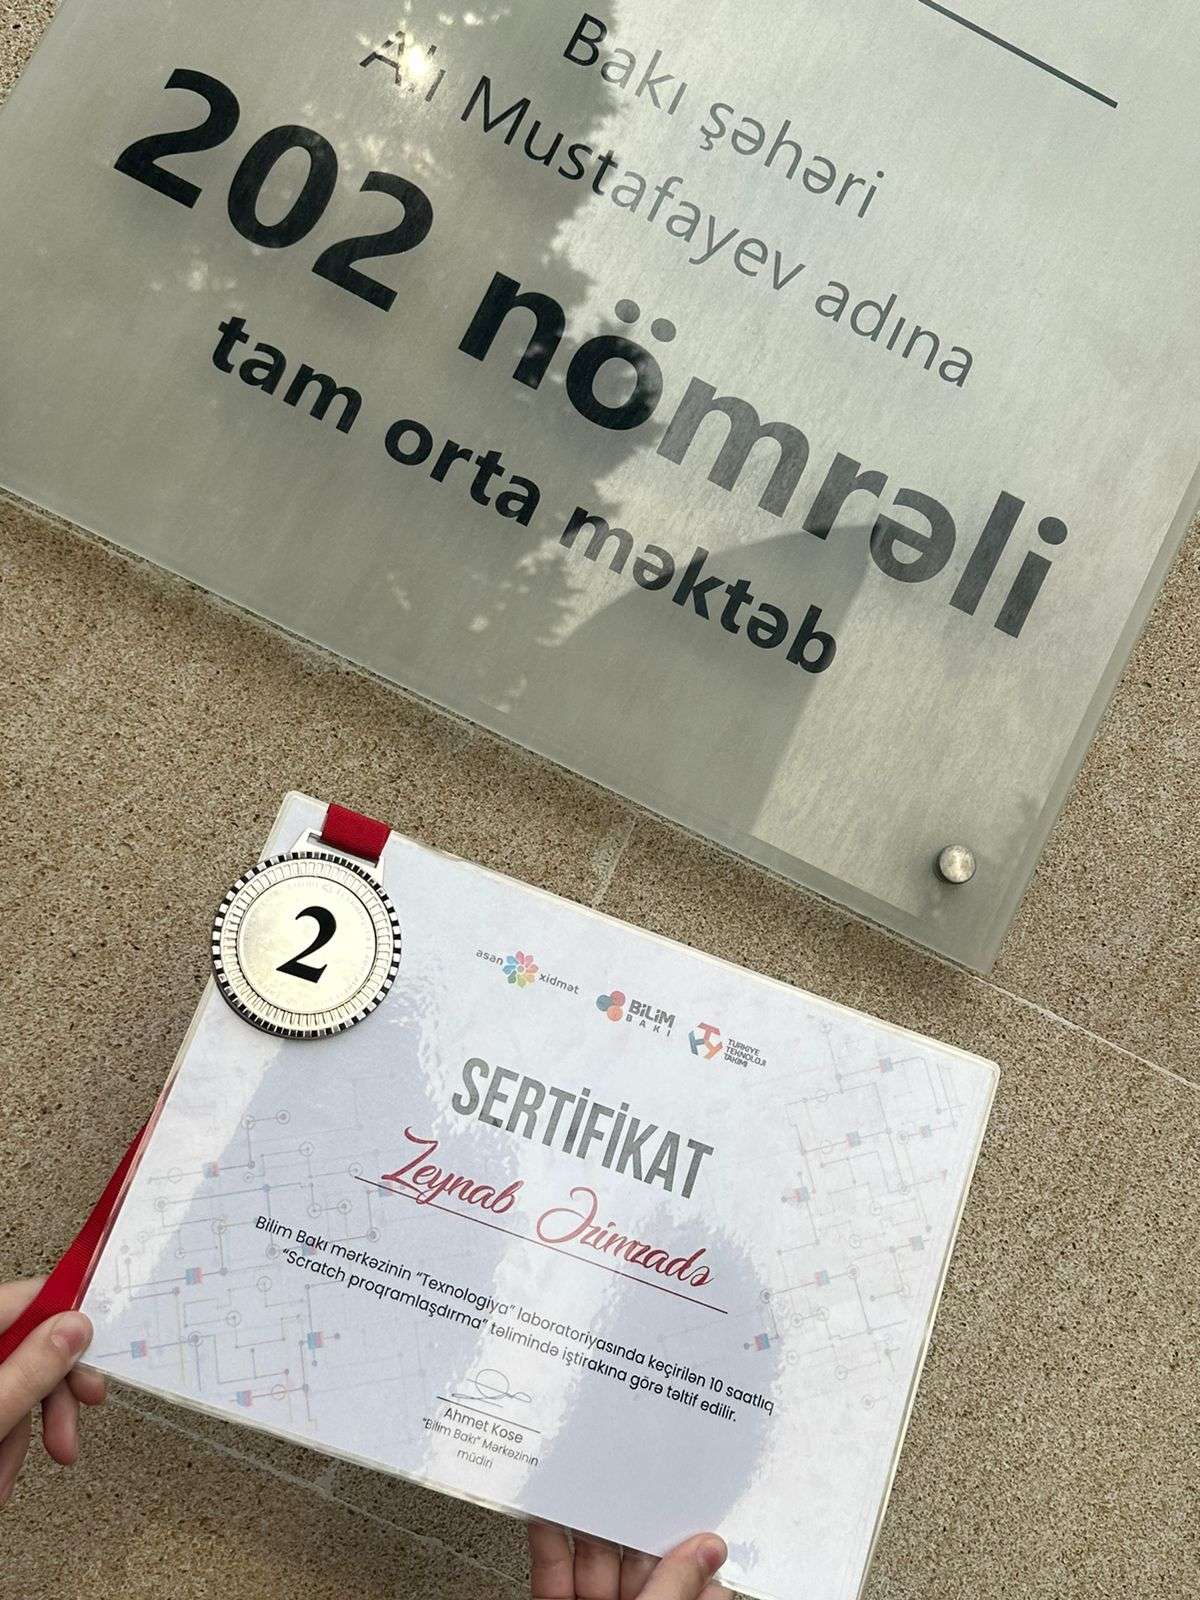 Bakı şəhəri
Ali Mustafayev adına
202 nömrəli
tam orta məktəb
2
asan xidmət
BİLİM
BAKI
TÜRKİYE
TEKNOLOJİ
TAKIMI
SERTİFİKAT
Zeynab Əzimzadə
Bilim Bakı mərkəzinin "Texnologiya" laboratoriyasında keçirilən 10 saatlıq
"Scratch proqramlaşdırma" təlimində iştirakına görə təltif edilir.
Ahmet Kose
"Bilim Bakı" Mərkəzinin
müdiri